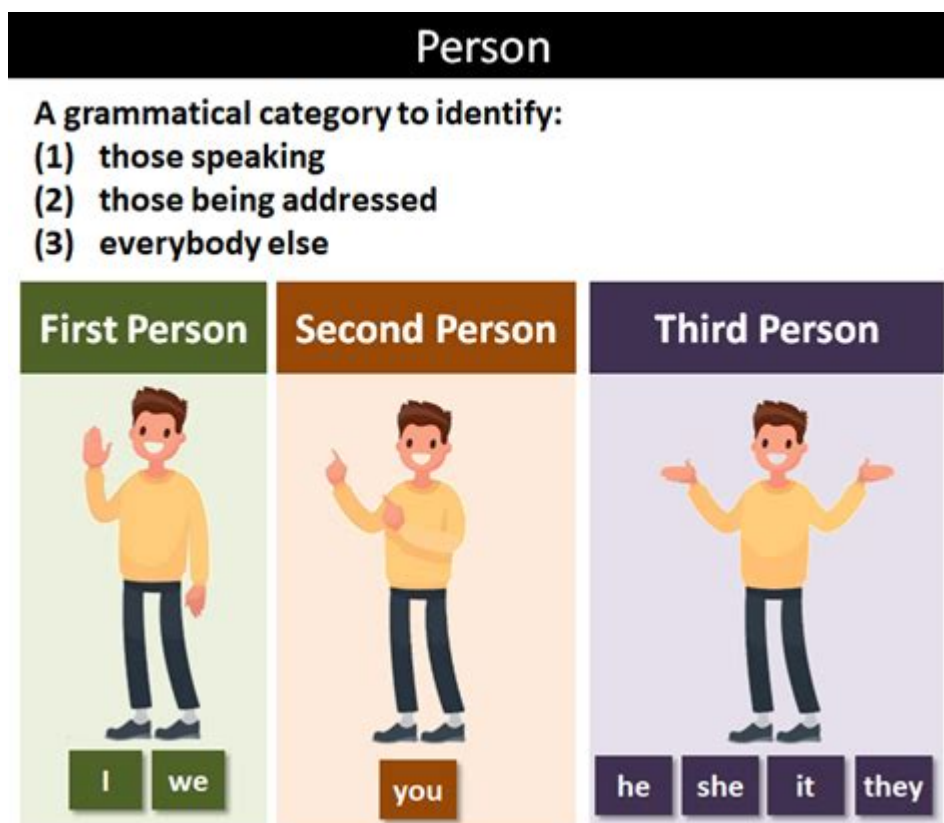 Person
A grammatical category to identify:
(1) those speaking
(2) those being addressed
(3) everybody else
First Person
Second Person
Third Person
I we
you
he she it they